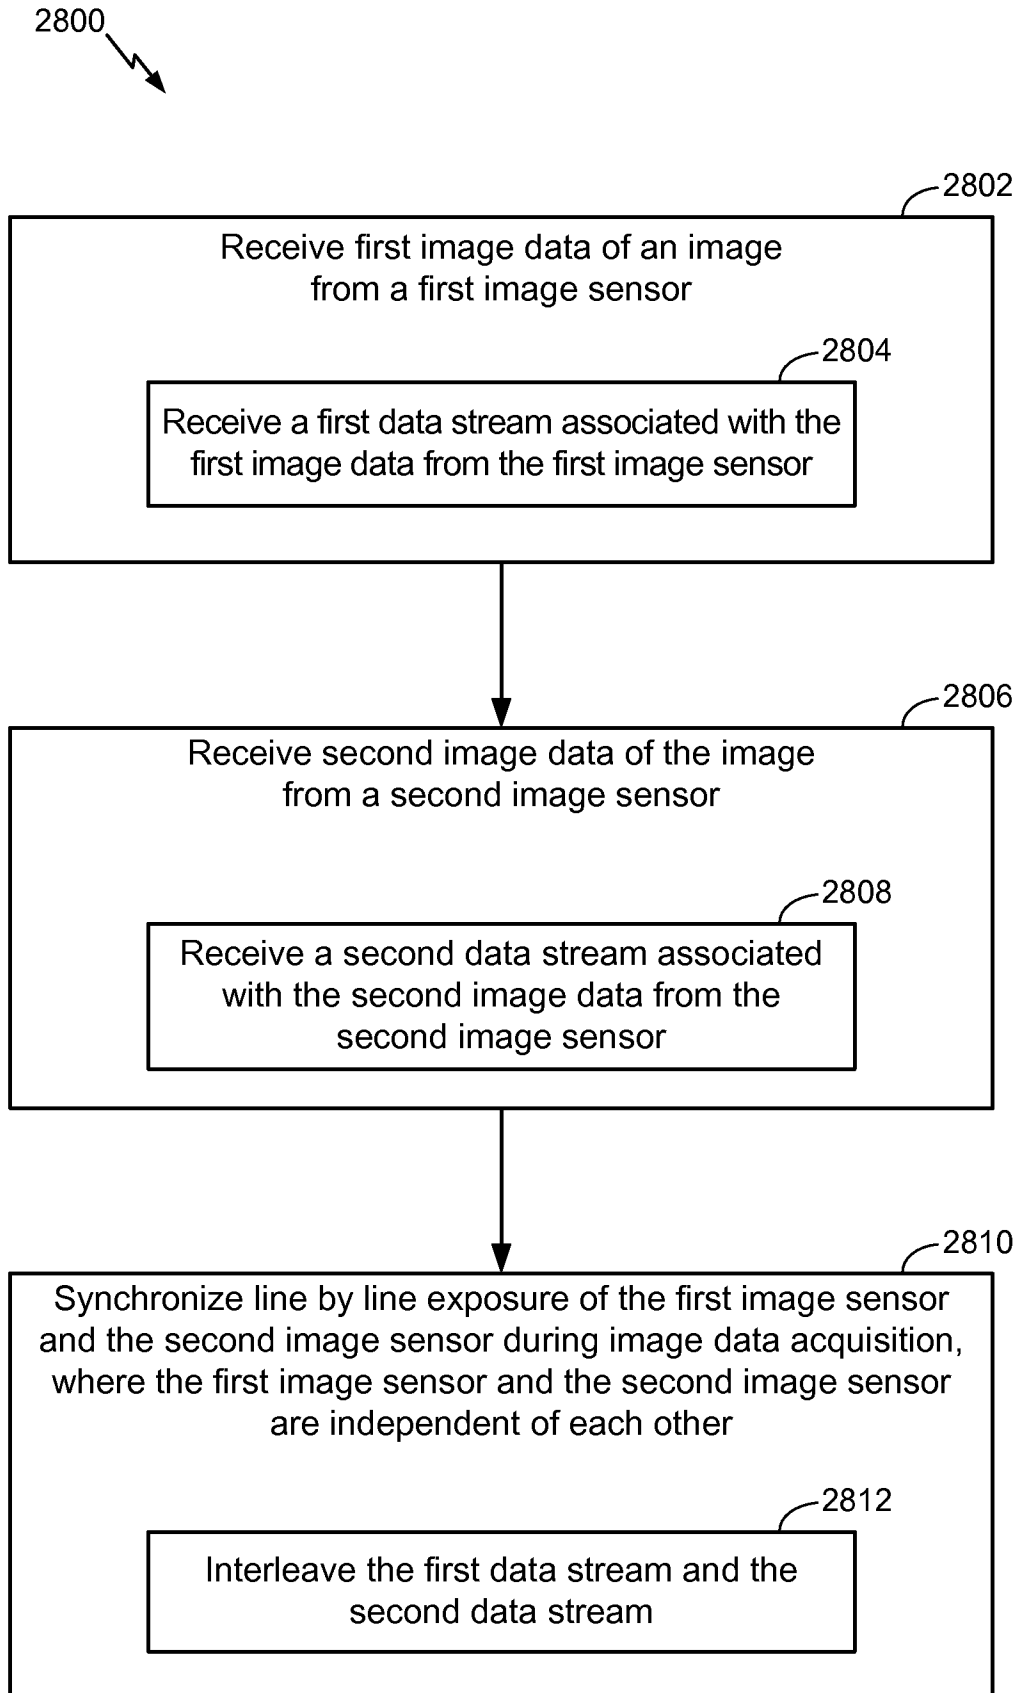 2800
2802
Receive first image data of an image
from a first image sensor
2804
Receive a first data stream associated with the
first image data from the first image sensor
2806
Receive second image data of the image
from a second image sensor
2808
Receive a second data stream associated
with the second image data from the
second image sensor
2810
Synchronize line by line exposure of the first image sensor
and the second image sensor during image data acquisition,
where the first image sensor and the second image sensor
are independent of each other
2812
Interleave the first data stream and the
second data stream